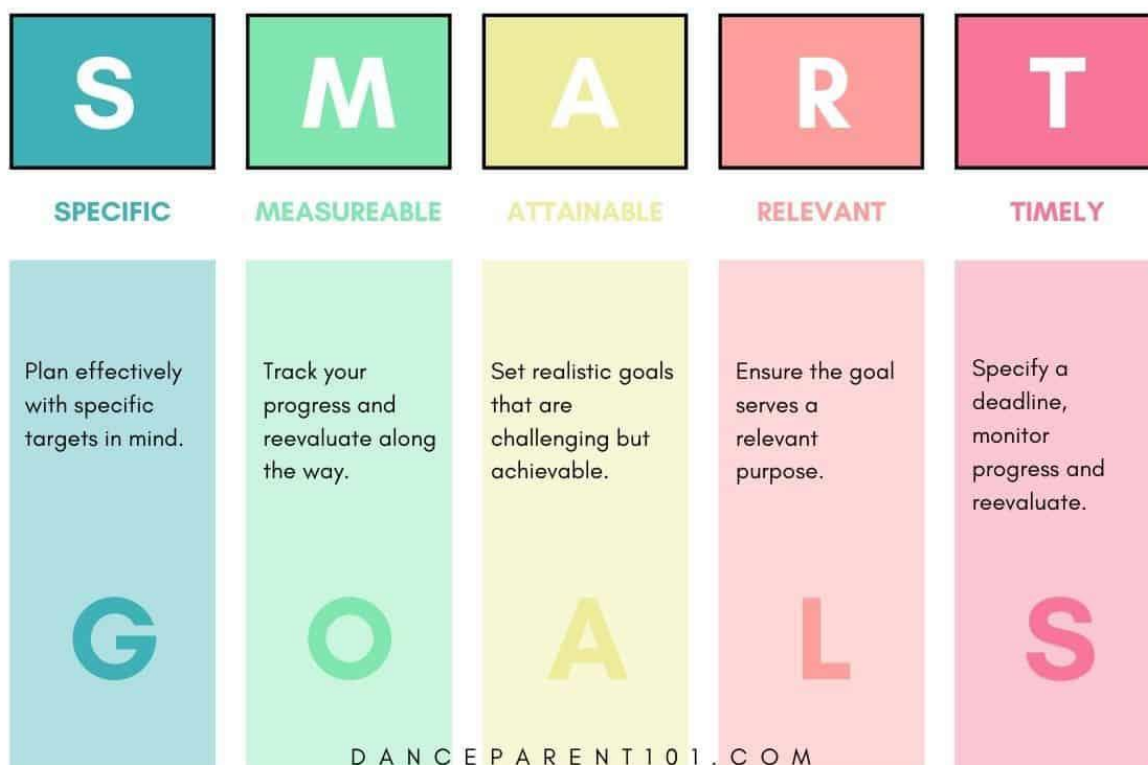 S
M
A
R
T
SPECIFIC
MEASUREABLE
ATTAINABLE
RELEVANT
TIMELY
Plan effectively
with specific
targets in mind.
Track your
progress and
reevaluate along
the way.
Set realistic goals
that are
challenging but
achievable.
Ensure the goal
serves a
relevant
purpose.
Specify a
deadline,
monitor
progress and
reevaluate.
G
O
A
L
S
DANCEPARENT101.COM